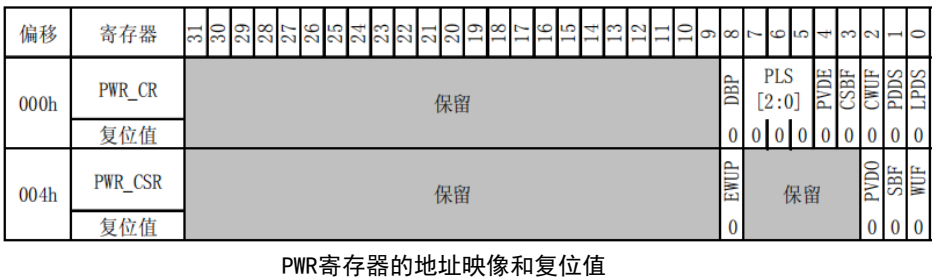 偏移 寄存器 31 30 29 28 27 26 25 24 23 22 21 20 19 18 17 16 15 14 13 12 11 10 9 8 7 6 5 4 3 2 1 0
000h PWR_CR 保留 DBP PLS [2:0] PVDE CSBF CWUF PDDS LPDS
复位值 0 0 0 0 0 0 0 0 0
004h PWR_CSR 保留 EWUP 保留 PVDO SBF WUF
复位值 0 0 0 0
PWR寄存器的地址映像和复位值